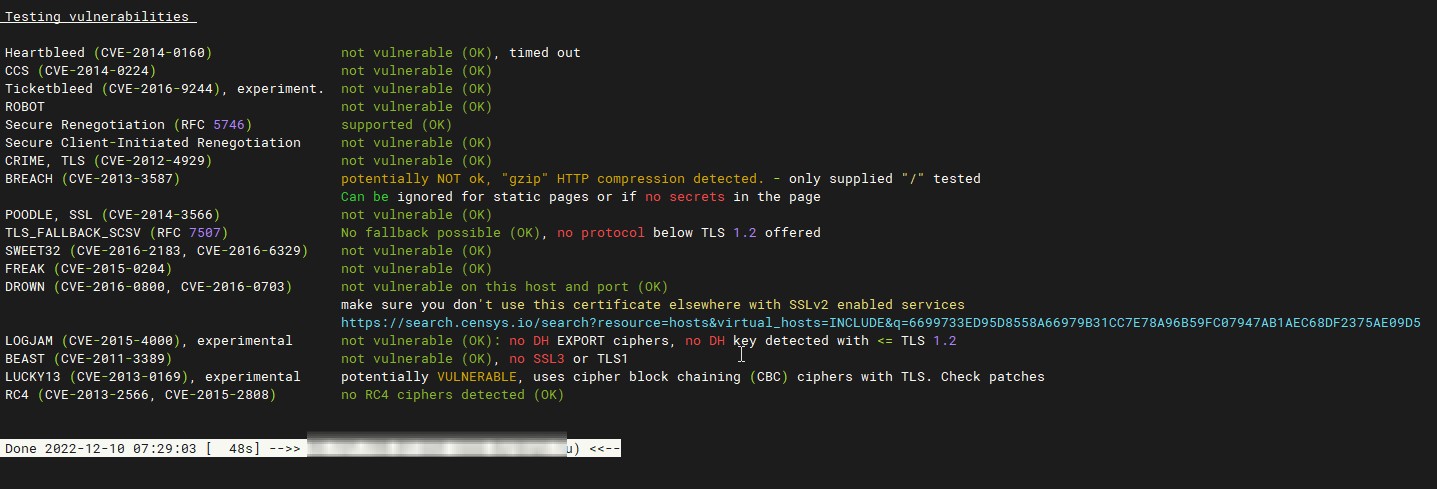 Testing vulnerabilities
Heartbleed (CVE-2014-0160) not vulnerable (OK), timed out
CCS (CVE-2014-0224) not vulnerable (OK)
Ticketbleed (CVE-2016-9244), experiment. not vulnerable (OK)
ROBOT not vulnerable (OK)
Secure Renegotiation (RFC 5746) supported (OK)
Secure Client-Initiated Renegotiation not vulnerable (OK)
CRIME, TLS (CVE-2012-4929) not vulnerable (OK)
BREACH (CVE-2013-3587) potentially NOT ok, "gzip" HTTP compression detected. - only supplied "/" tested
Can be ignored for static pages or if no secrets in the page
POODLE, SSL (CVE-2014-3566) not vulnerable (OK)
TLS_FALLBACK_SCSV (RFC 7507) No fallback possible (OK), no protocol below TLS 1.2 offered
SWEET32 (CVE-2016-2183, CVE-2016-6329) not vulnerable (OK)
FREAK (CVE-2015-0204) not vulnerable (OK)
DROWN (CVE-2016-0800, CVE-2016-0703) not vulnerable on this host and port (OK)
make sure you don't use this certificate elsewhere with SSLv2 enabled services
https://search.censys.io/search?resource=hosts&virtual_hosts=INCLUDE&q=6699733ED95D8558A66979B31CC7E78A96B59FC07947AB1AEC68DF2375AE09D5
LOGJAM (CVE-2015-4000), experimental not vulnerable (OK): no DH EXPORT ciphers, no DH key detected with <= TLS 1.2
BEAST (CVE-2011-3389) not vulnerable (OK), no SSL3 or TLS1
LUCKY13 (CVE-2013-0169), experimental potentially VULNERABLE, uses cipher block chaining (CBC) ciphers with TLS. Check patches
RC4 (CVE-2013-2566, CVE-2015-2808) no RC4 ciphers detected (OK)
Done 2022-12-10 07:29:03 [ 48s] -->> u) <<--